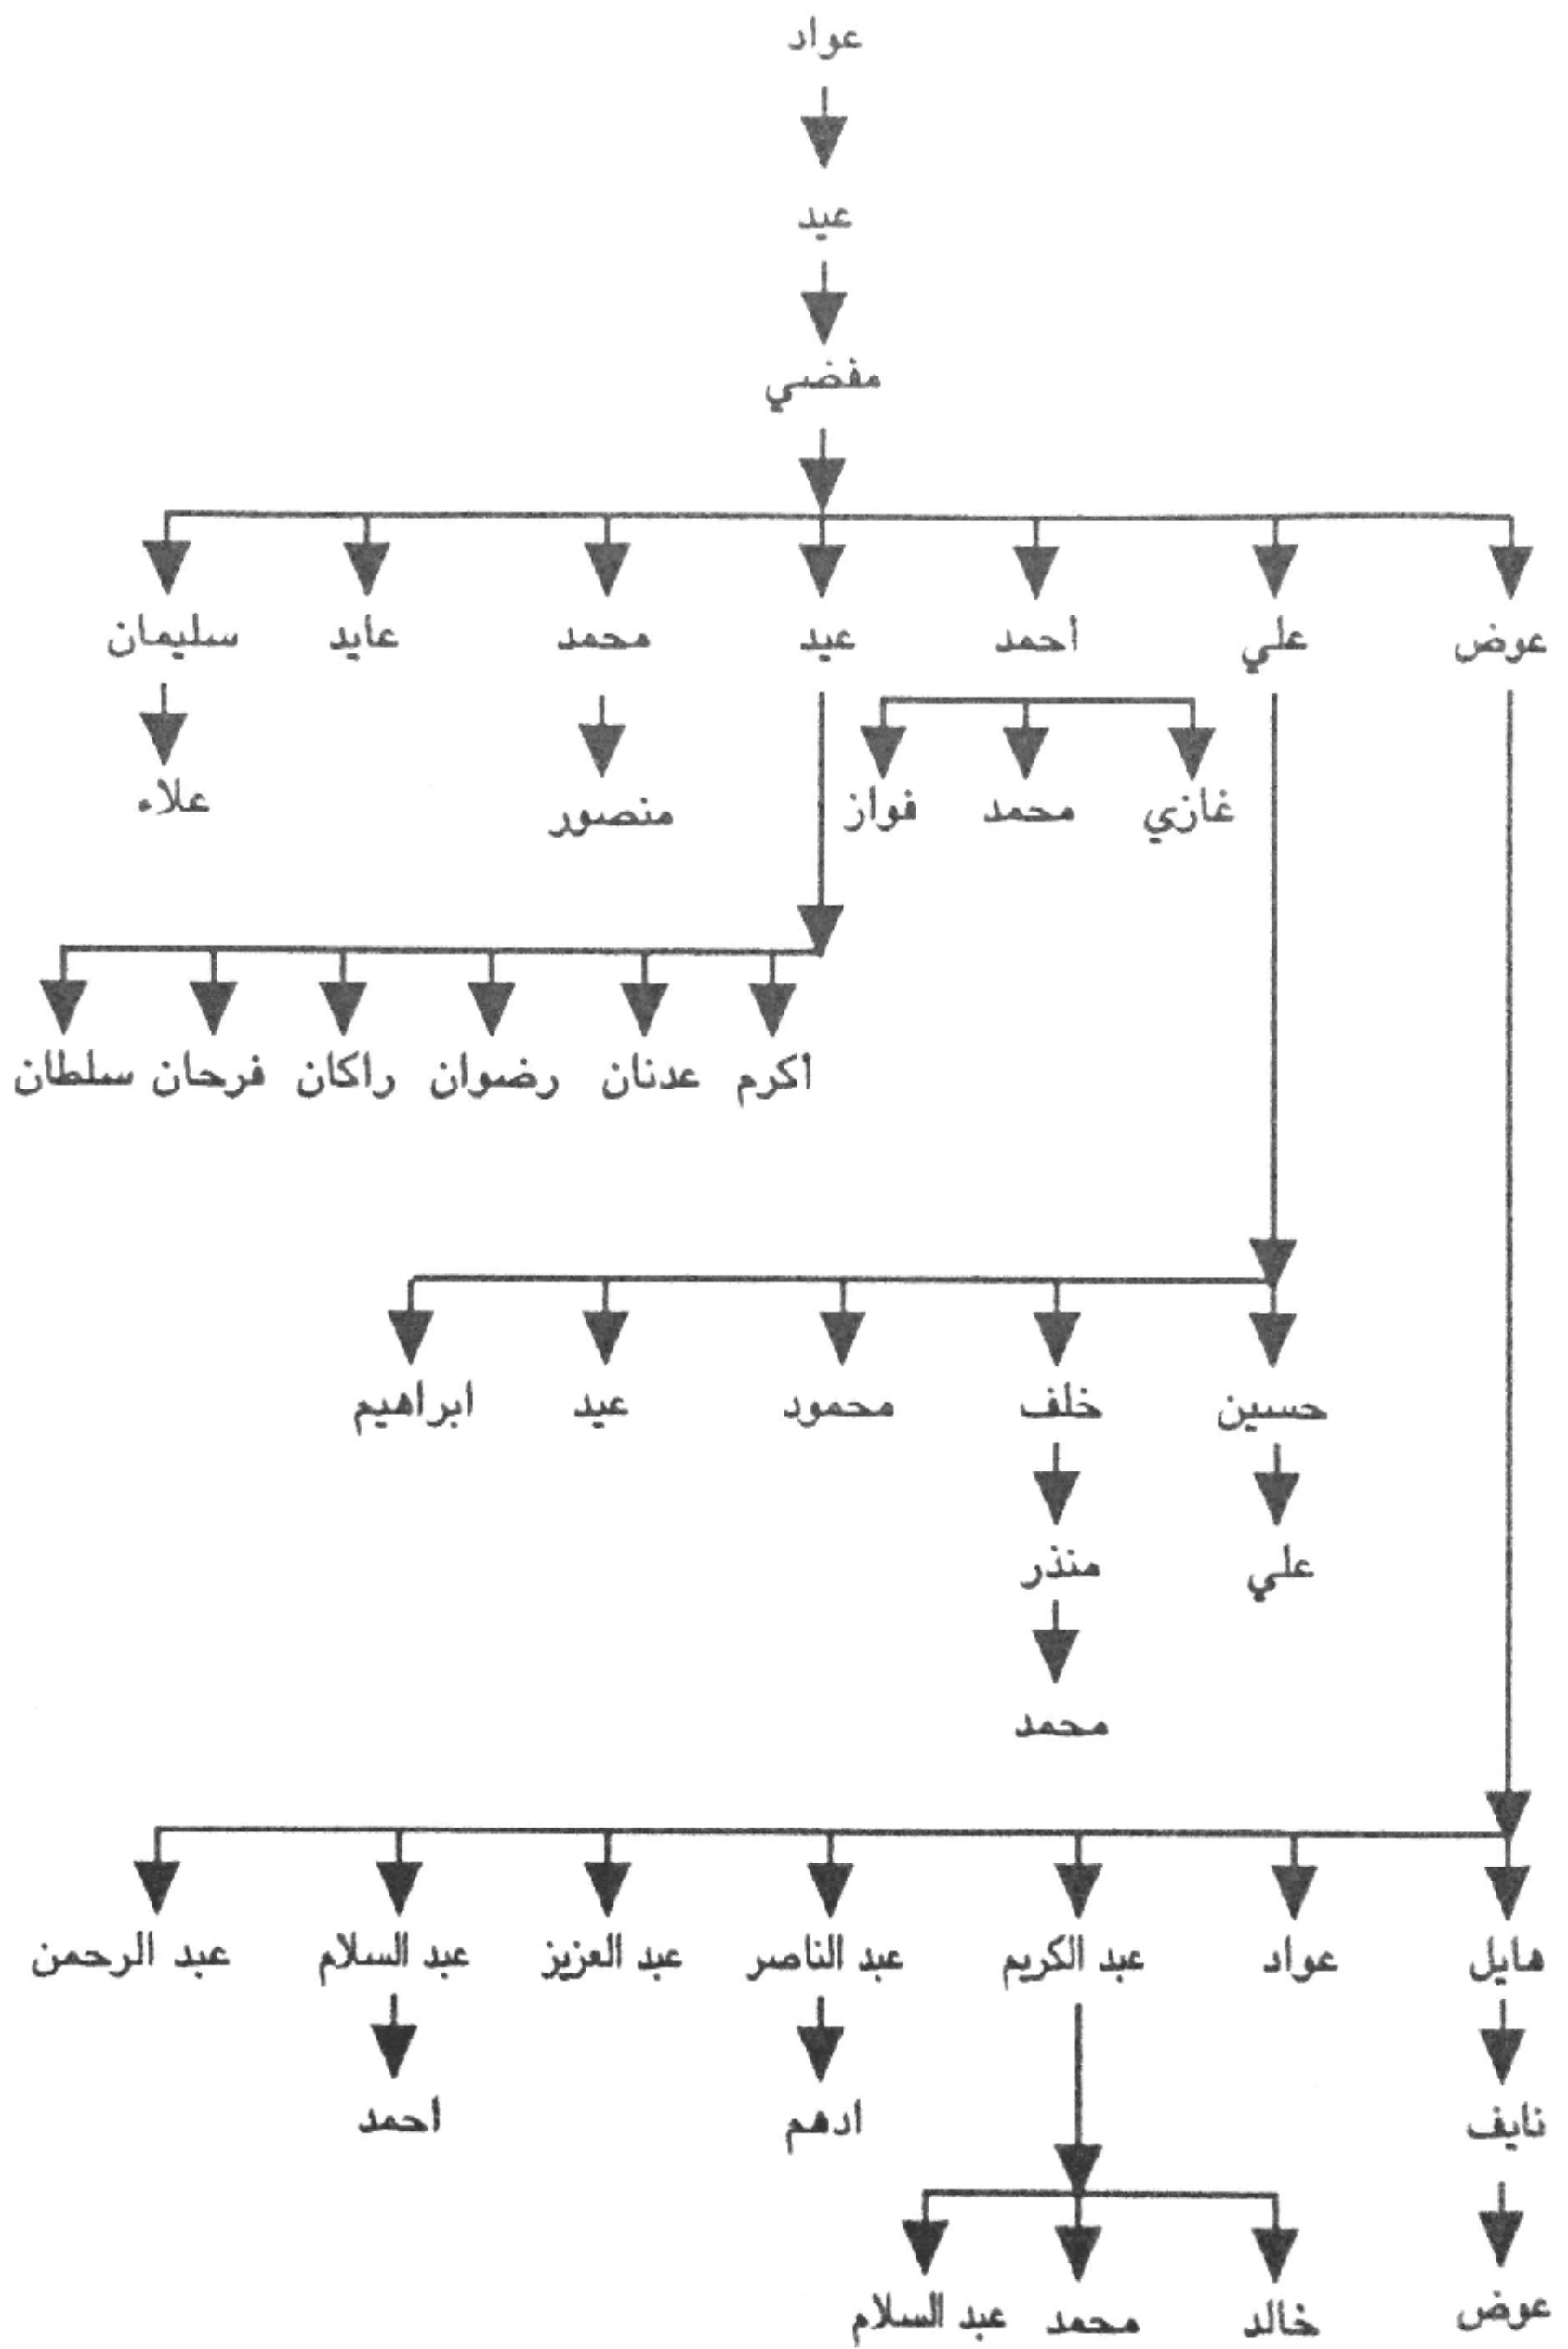 عواد
عيد
مفضي
عوض علي أحمد عيد محمد عايد سليمان
غازي محمد فواز منصور علاء
أكرم عدنان رضوان راكان فرحان سلطان
حسين خلف محمود عيد ابراهيم
علي منذر
محمد
هايل عواد عبد الكريم عبد الناصر عبد العزيز عبد السلام عبد الرحمن
نايف ادهم احمد
عوض خالد محمد عبد السلام